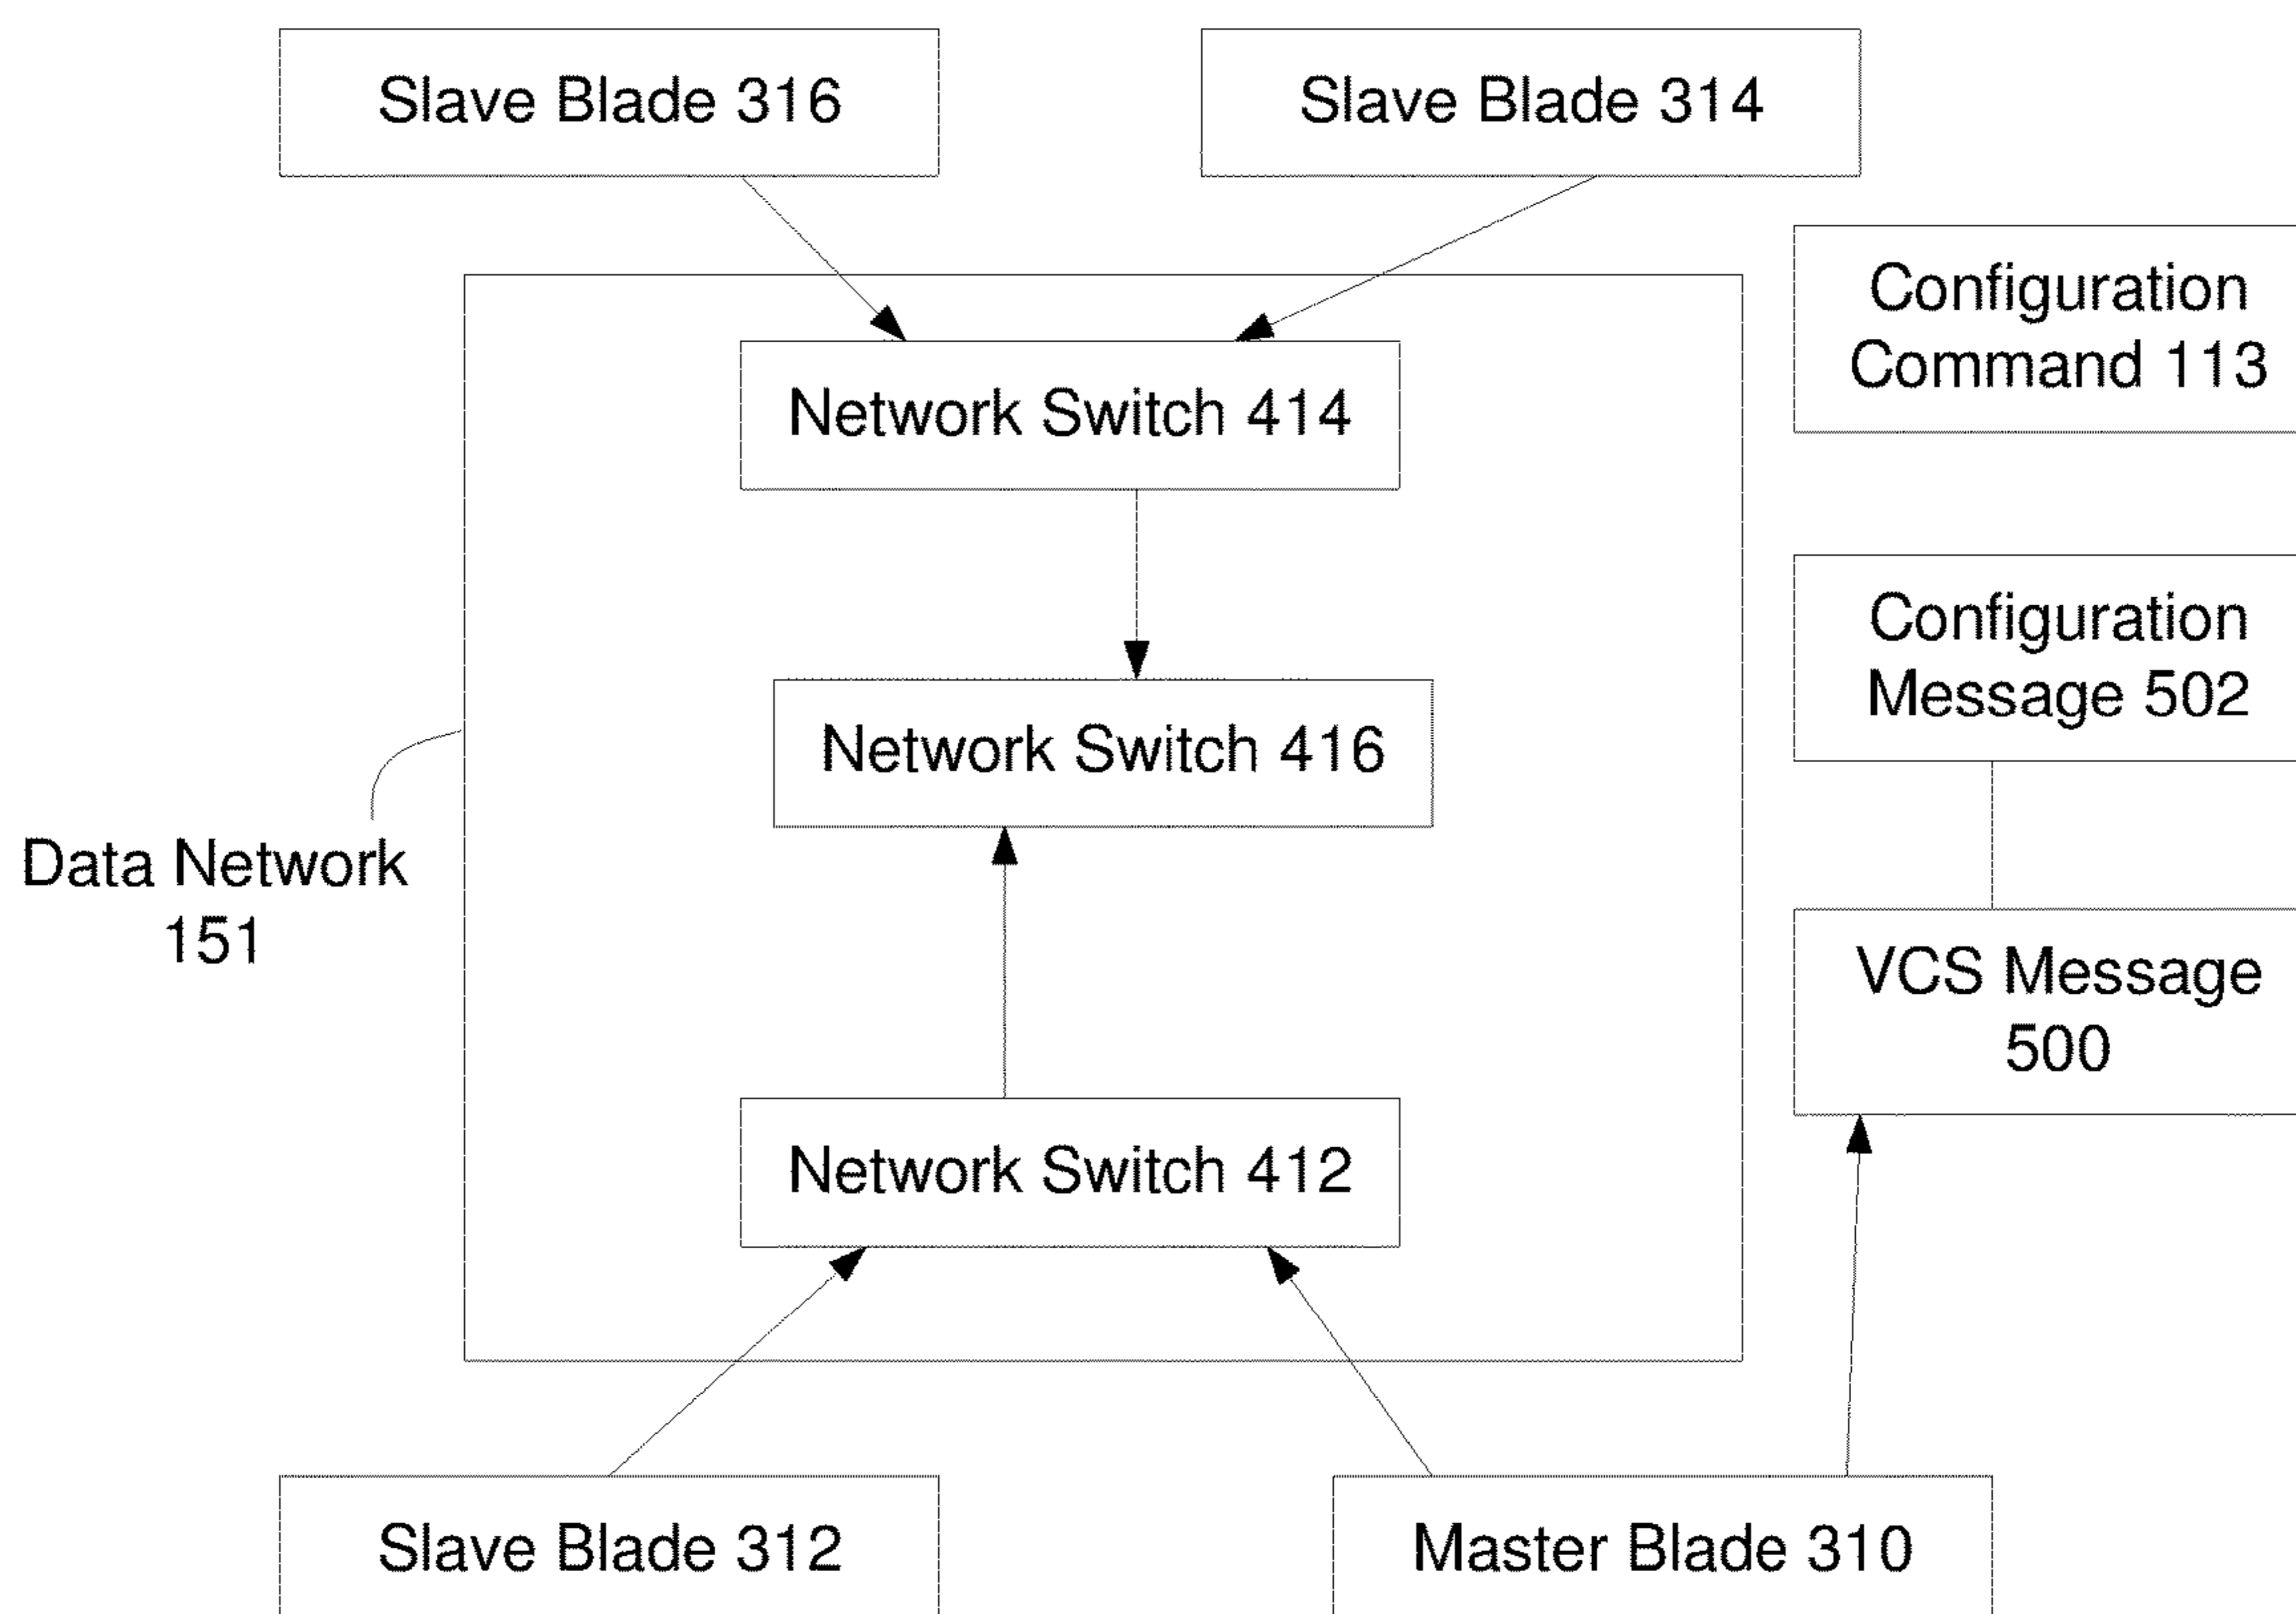 Slave Blade 316
Slave Blade 314
Configuration
Command 113
Network Switch 414
Configuration
Message 502
Network Switch 416
Data Network
151
VCS Message
500
Network Switch 412
Slave Blade 312
Master Blade 310